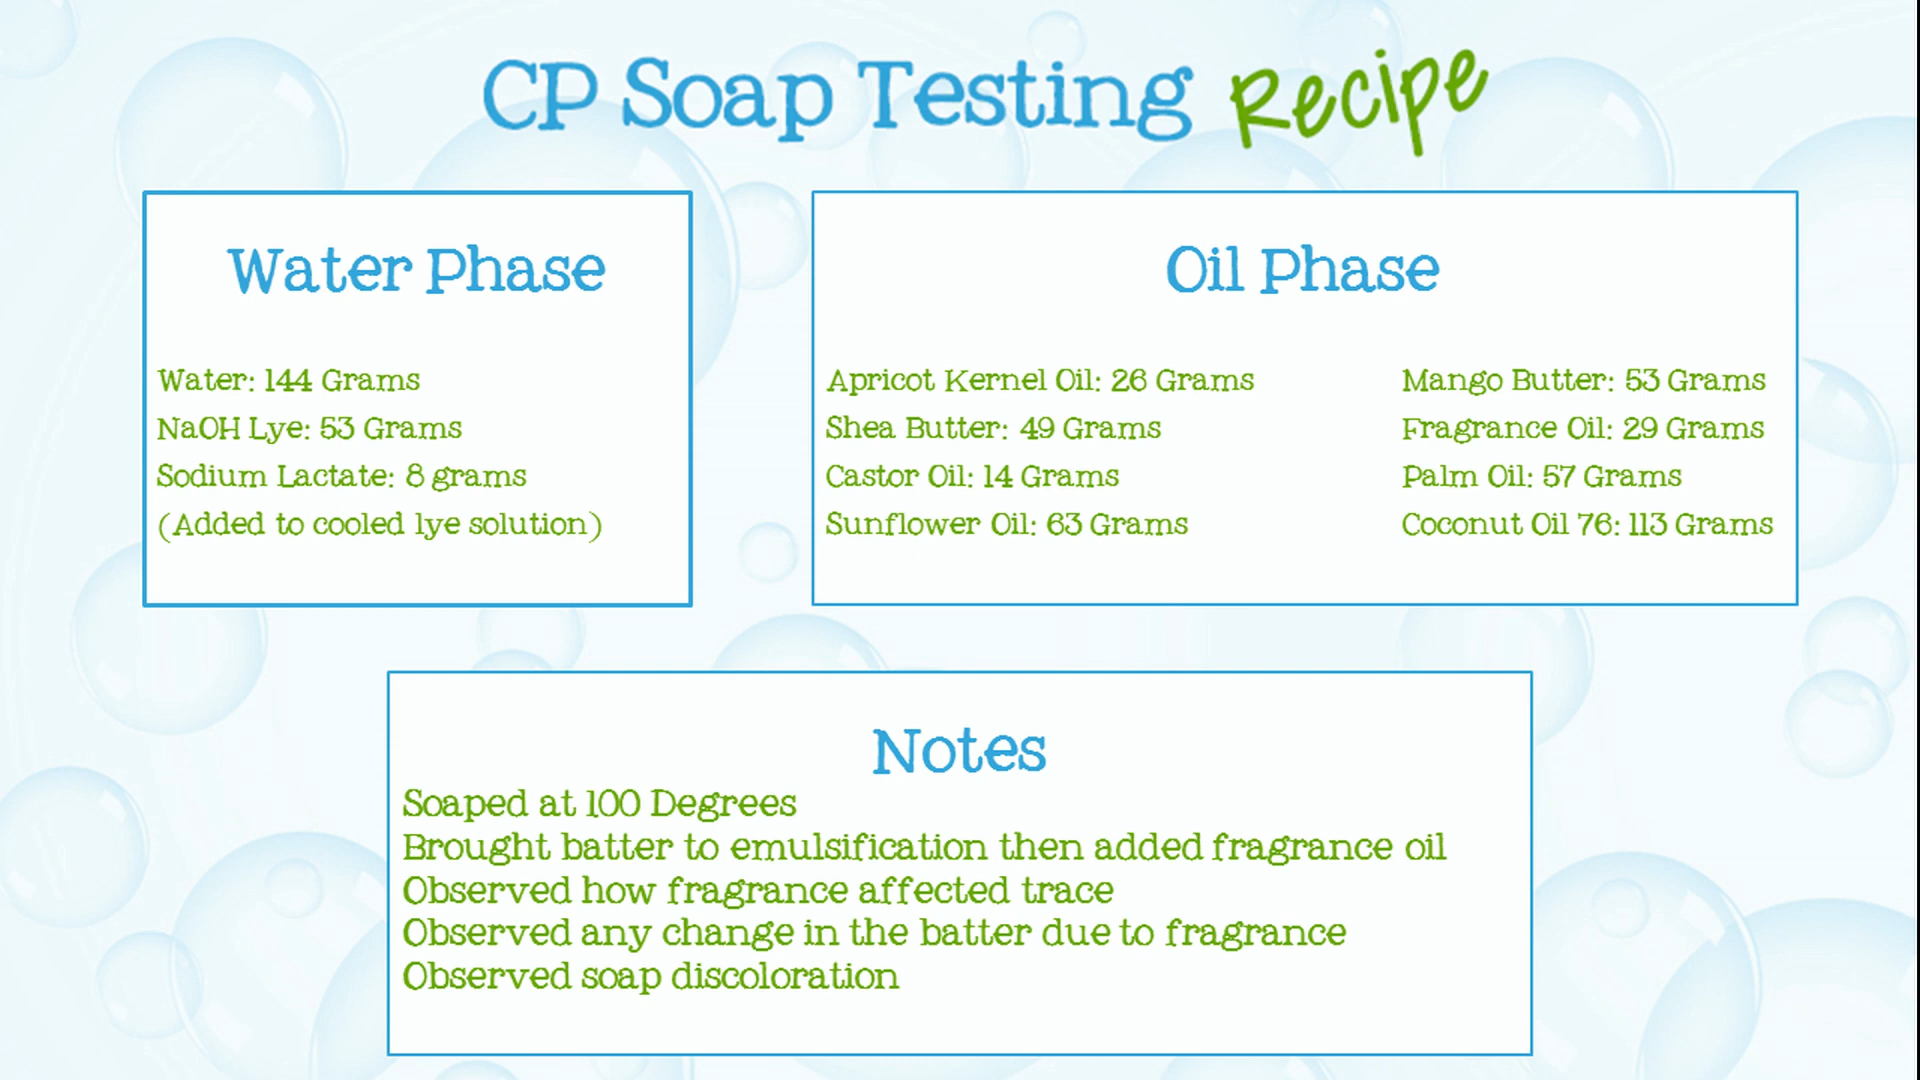 CP Soap Testing Recipe
Water Phase
Water: 144 Grams
NaOH Lye: 53 Grams
Sodium Lactate: 8 grams
(Added to cooled lye solution)
Oil Phase
Apricot Kernel Oil: 26 Grams
Shea Butter: 49 Grams
Castor Oil: 14 Grams
Sunflower Oil: 63 Grams
Mango Butter: 53 Grams
Fragrance Oil: 29 Grams
Palm Oil: 57 Grams
Coconut Oil 76: 113 Grams
Notes
Soaped at 100 Degrees
Brought batter to emulsification then added fragrance oil
Observed how fragrance affected trace
Observed any change in the batter due to fragrance
Observed soap discoloration